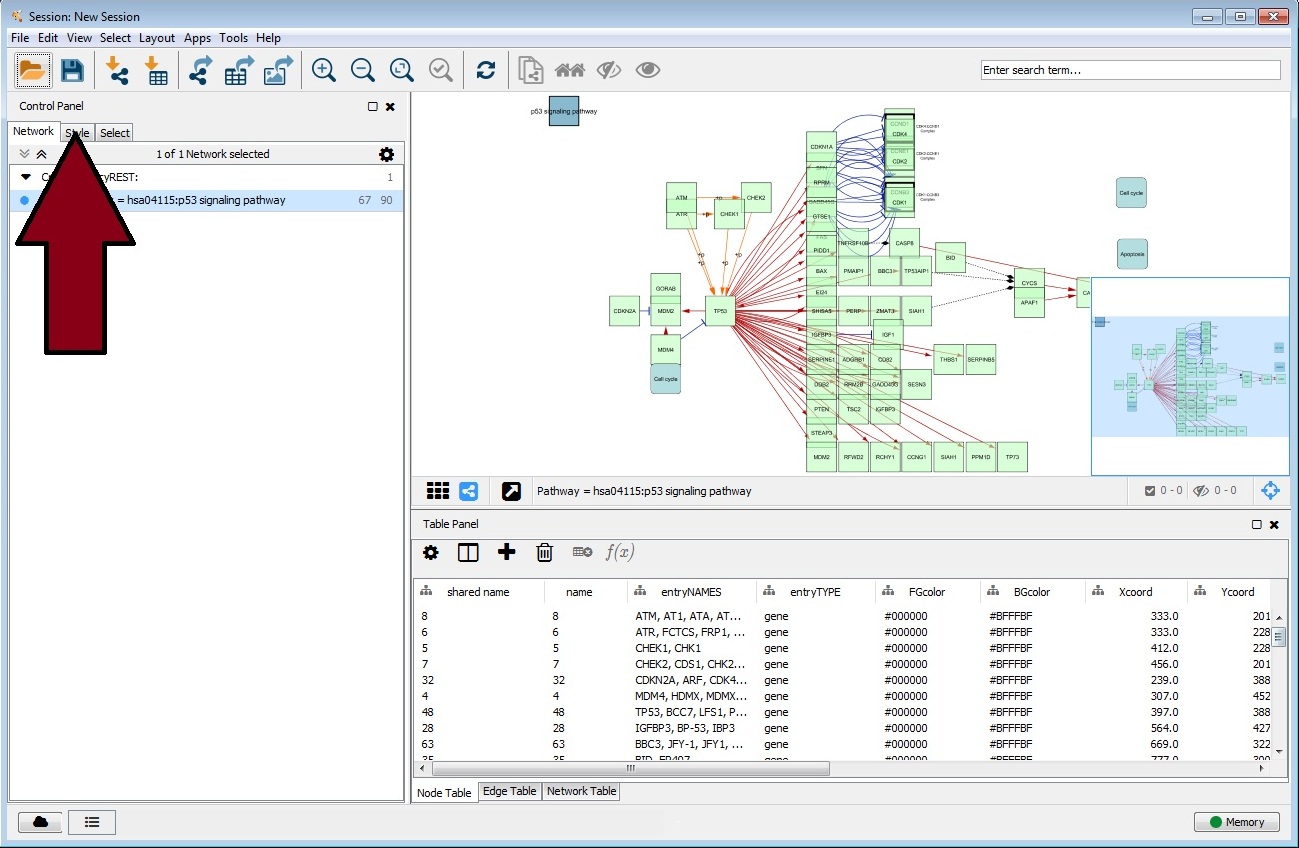 Session: New Session
File Edit View Select Layout Apps Tools Help
Enter search term...
Control Panel
Network Style Select
1 of 1 Network selected
yREST: 1
= hsa04115:p53 signaling pathway 67 90
p53 signaling pathway
CDKN1A
CDK4
CDK2
CDK1
ATM
CHEK2
ATR
CHEK1
RPRM
GTSE1
+p
+p
+p
+p
+p
PIDD1
TNFRSF10B
CASP8
BID
BAX
PMAIP1
BBC3
TP53AIP1
CYCS
APAF1
CA
Cell cycle
Apoptosis
GORAB
CDKN2A
MDM2
TP53
EI24
SHISA5
PERP
ZMAT3
SIAH1
MDM4
Cell cycle
IGFBP3
IGF1
SERPINE1
ADGRB1
CD82
THBS1
SERPINB5
DDB2
RRM2B
GADD45G
SESN3
PTEN
TSC2
IGFBP3
STEAP3
MDM2
RFWD2
RCHY1
CCNG1
SIAH1
PPM1D
TP73
Pathway = hsa04115:p53 signaling pathway
0 - 0
0 - 0
Table Panel
f(x)
shared name name entryNAMES entryTYPE FGcolor BGcolor Xcoord Ycoord
8 8 ATM, AT1, ATA, AT... gene #000000 #BFFFBF 333.0 201
6 6 ATR, FCTCS, FRP1, ... gene #000000 #BFFFBF 333.0 228
5 5 CHEK1, CHK1 gene #000000 #BFFFBF 412.0 228
7 7 CHEK2, CDS1, CHK2... gene #000000 #BFFFBF 456.0 201
32 32 CDKN2A, ARF, CDK4... gene #000000 #BFFFBF 239.0 388
4 4 MDM4, HDMX, MDMX... gene #000000 #BFFFBF 307.0 452
48 48 TP53, BCC7, LFS1, P... gene #000000 #BFFFBF 397.0 388
28 28 IGFBP3, BP-53, IBP3 gene #000000 #BFFFBF 564.0 427
63 63 BBC3, JFY-1, JFY1, ... gene #000000 #BFFFBF 669.0 322
Node Table Edge Table Network Table
Memory